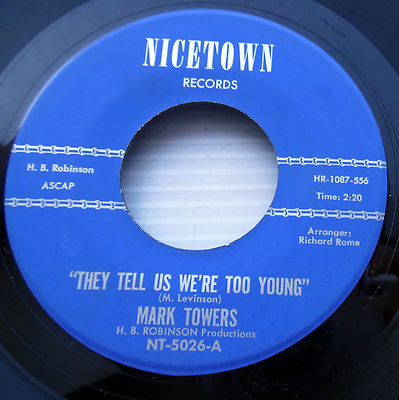 NICETOWN
RECORDS
H. B. Robinson
ASCAP
HR-1087-556
Time: 2:20
Arranger:
Richard Rome
"THEY TELL US WE'RE TOO YOUNG"
(M. Levinson)
MARK TOWERS
H. B. ROBINSON Productions
NT-5026-A